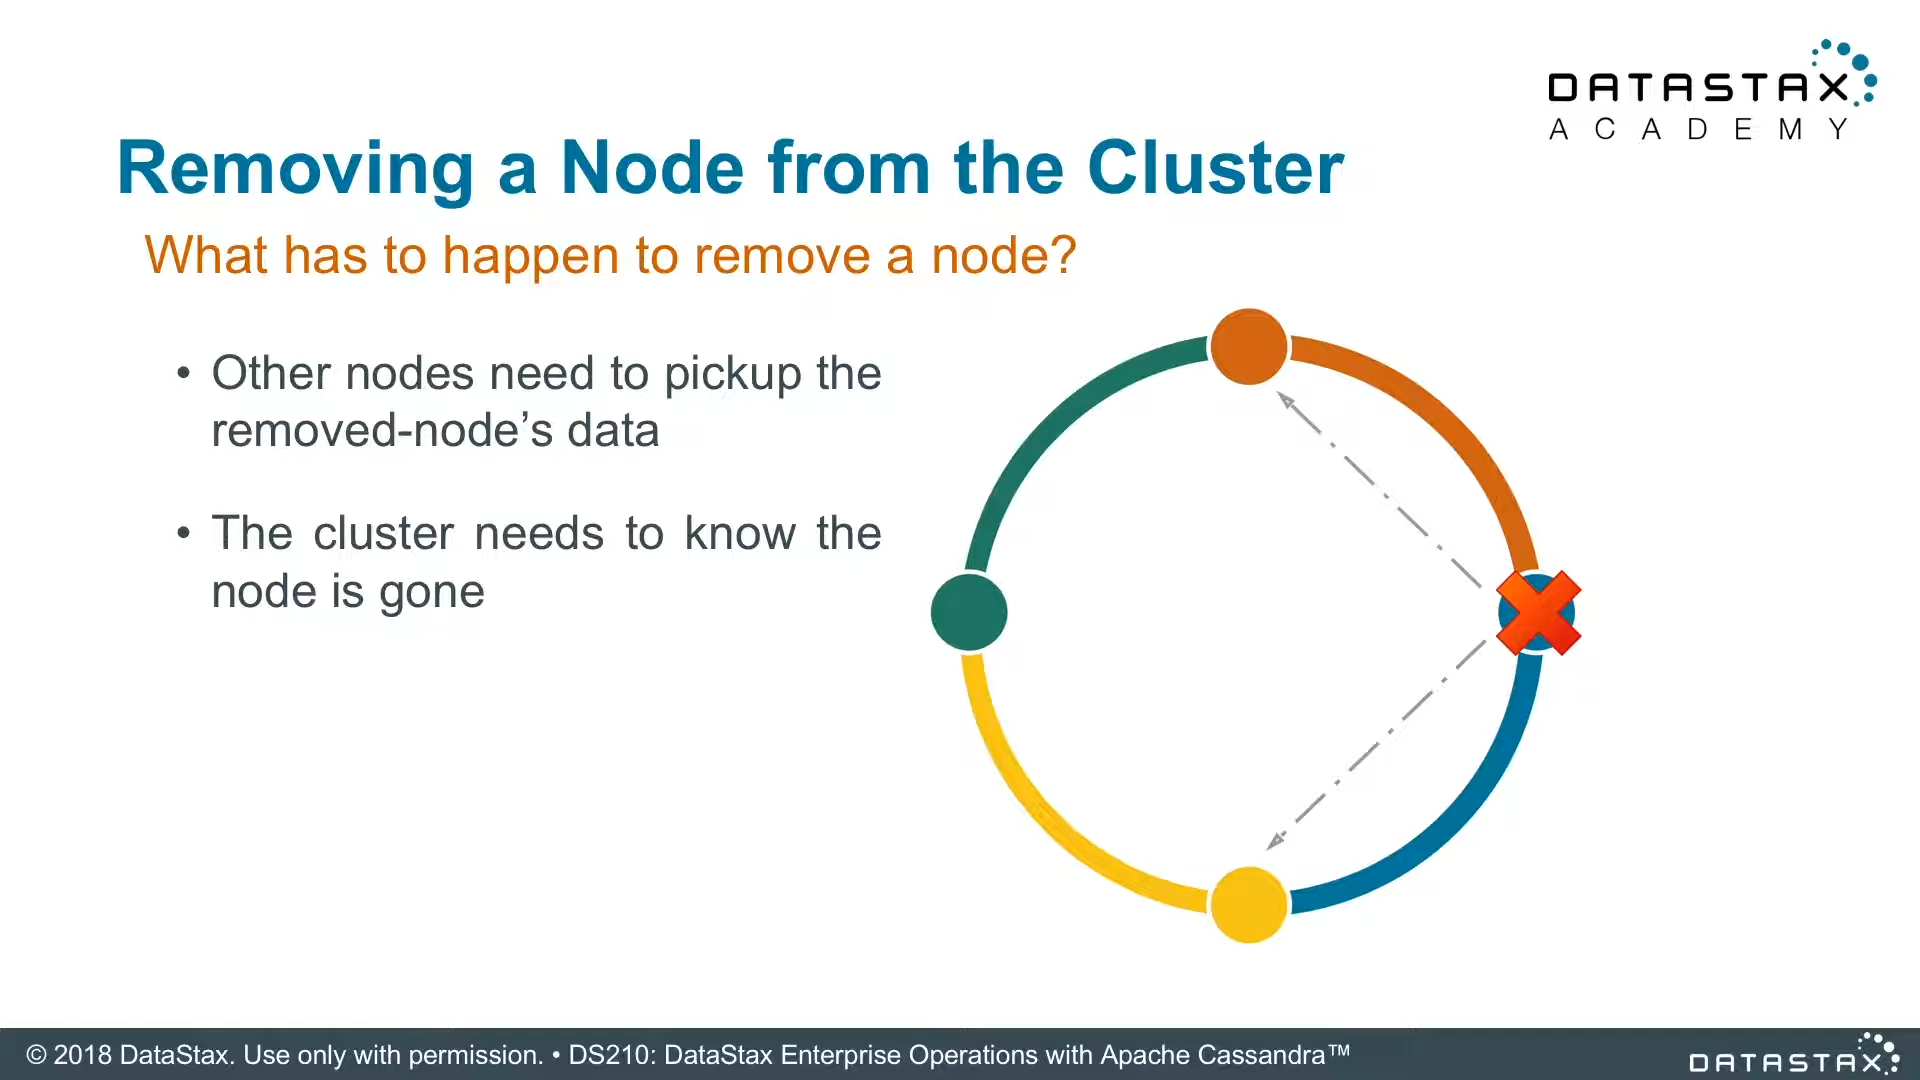 DATASTAX
ACADEMY
Removing a Node from the Cluster
What has to happen to remove a node?
• Other nodes need to pickup the
removed-node’s data
• The cluster needs to know the
node is gone
© 2018 DataStax. Use only with permission. • DS210: DataStax Enterprise Operations with Apache Cassandra™
DATASTAX